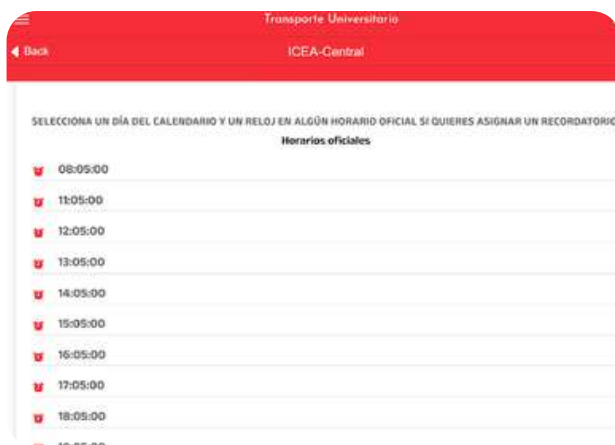 Transporte Universitario
Back
ICEA-Central
SELECCIONA UN DÍA DEL CALENDARIO Y UN RELOJ EN ALGÚN HORARIO OFICIAL SI QUIERES ASIGNAR UN RECORDATORIO
Horarios oficiales
08:05:00
11:05:00
12:05:00
13:05:00
14:05:00
15:05:00
16:05:00
17:05:00
18:05:00